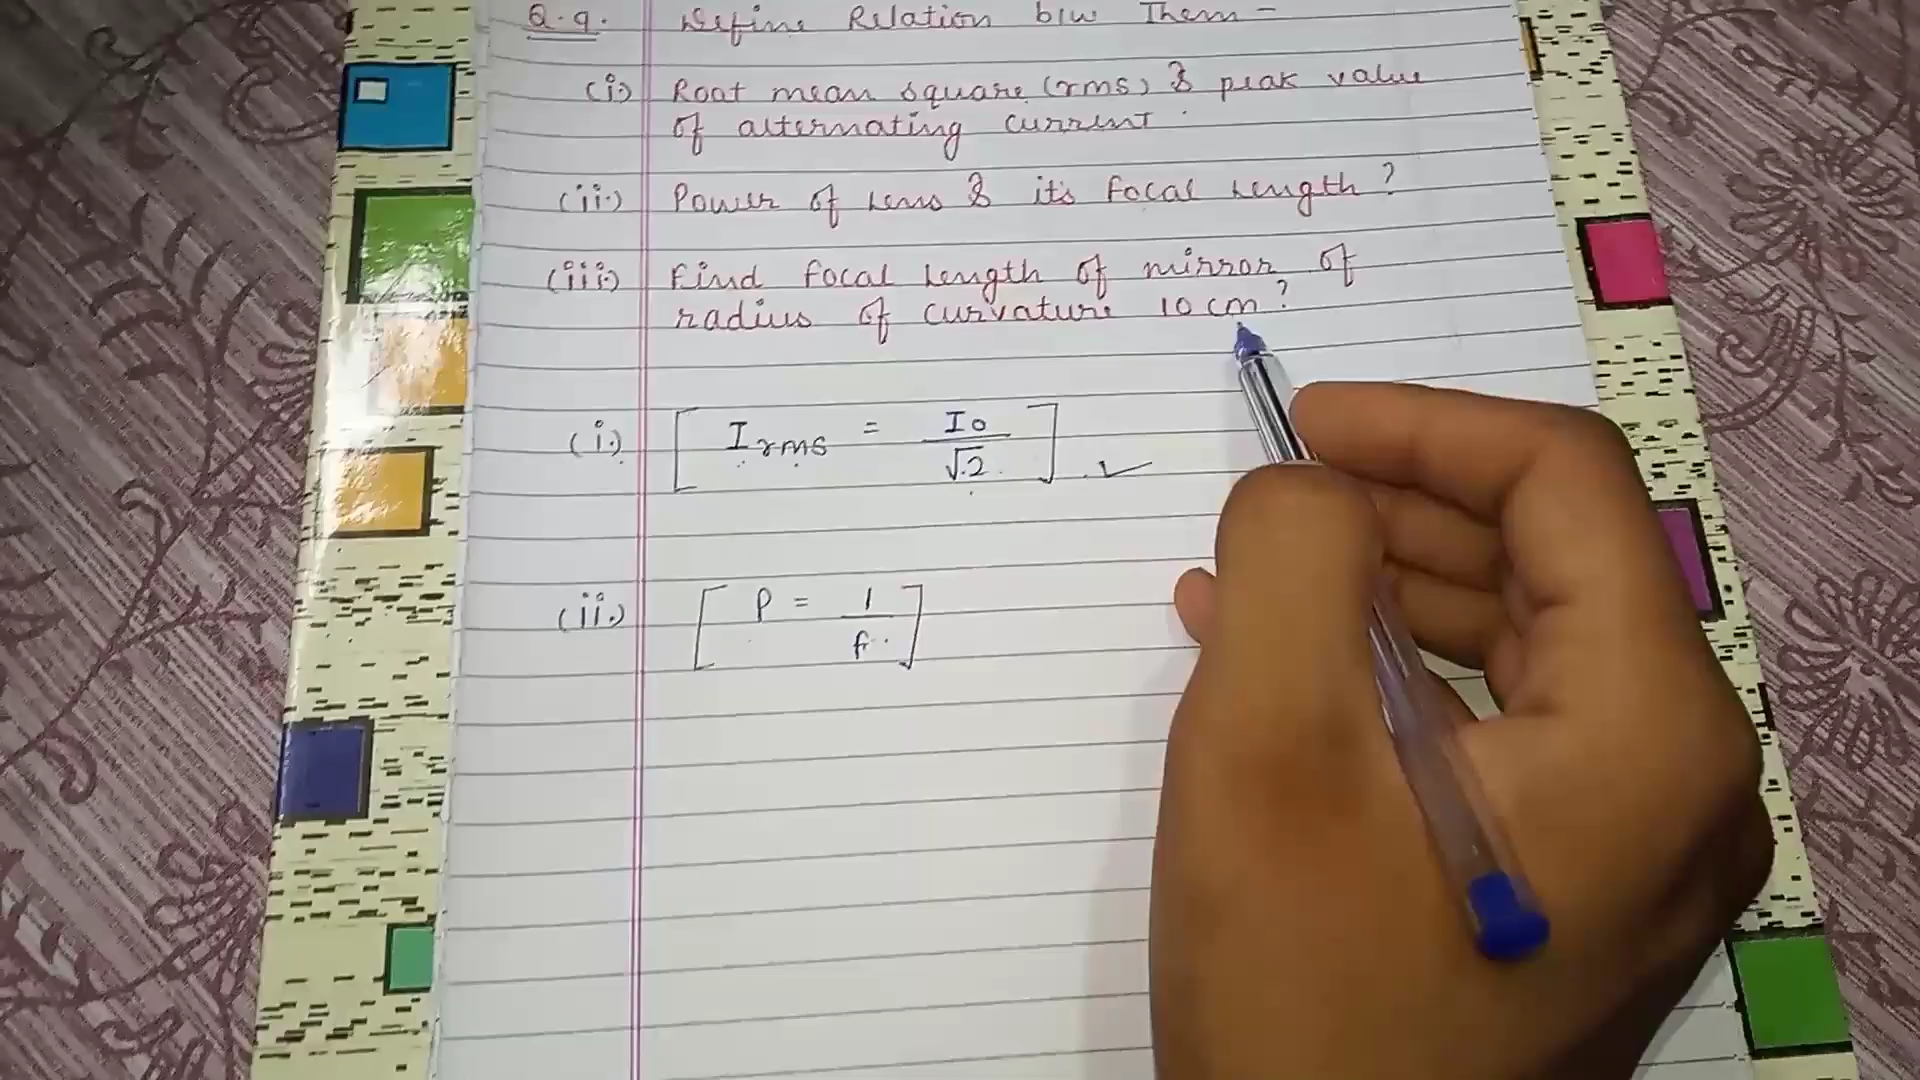 Q.9. Define Relation b/w Them -
(i) Root mean square (rms) & peak value
of alternating current.
(ii.) Power of lens & it's focal length ?
(iii.) Find focal length of mirror of
radius of curvature 10 cm ?
(i.) [ Irms = I0 / √2 ]
(ii.) [ P = 1 / f ]